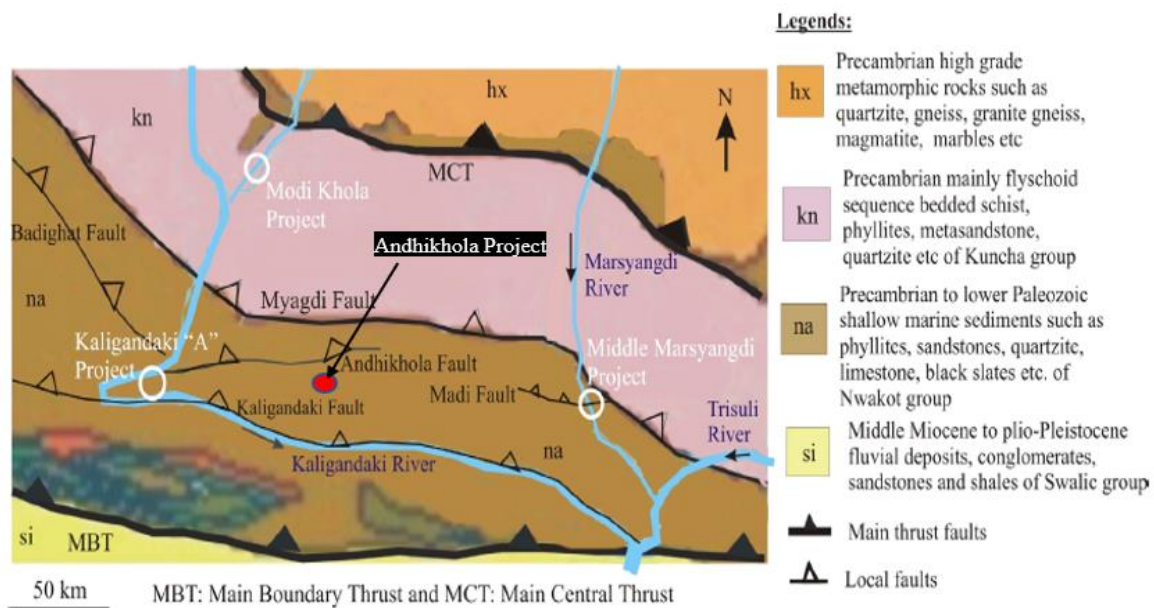 Legends:
hx
Precambrian high grade
metamorphic rocks such as
quartzite, gneiss, granite gneiss,
magmatite, marbles etc
kn
Precambrian mainly flyschoid
sequence bedded schist,
phyllites, metasandstone,
quartzite etc of Kuncha group
na
Precambrian to lower Paleozoic
shallow marine sediments such as
phyllites, sandstones, quartzite,
limestone, black slates etc. of
Nwakot group
si
Middle Miocene to plio-Pleistocene
fluvial deposits, conglomerates,
sandstones and shales of Swalic group
Main thrust faults
Local faults
hx
N
kn
MCT
Modi Khola
Project
Badighat Fault
Andhikhola Project
Marsyangdi
River
na
Myagdi Fault
Kaligandaki “A”
Project
Andhikhola Fault
Middle Marsyangdi
Project
Kaligandaki Fault
Madi Fault
Trisuli
River
na
Kaligandaki River
si
MBT
50 km
MBT: Main Boundary Thrust and MCT: Main Central Thrust